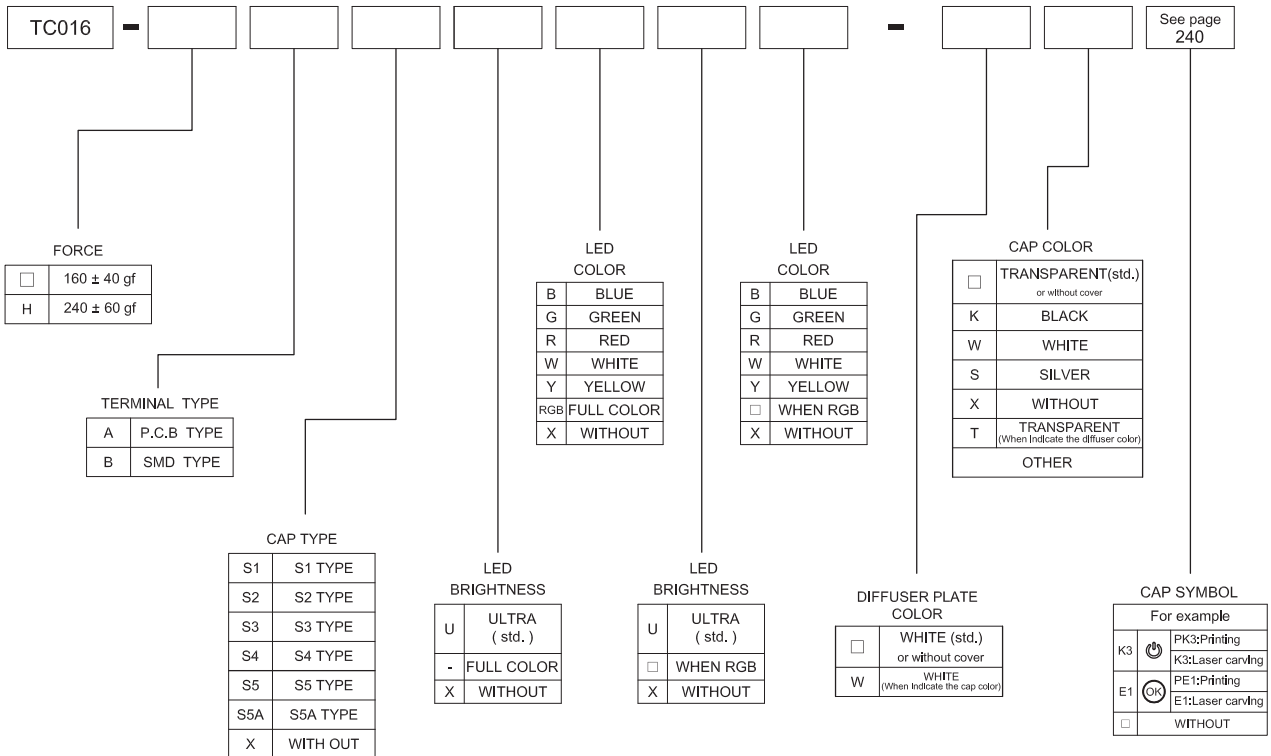 TC016 - - See page
240
FORCE
□ 160 ± 40 gf
H 240 ± 60 gf
TERMINAL TYPE
A P.C.B TYPE
B SMD TYPE
CAP TYPE
S1 S1 TYPE
S2 S2 TYPE
S3 S3 TYPE
S4 S4 TYPE
S5 S5 TYPE
S5A S5A TYPE
X WITH OUT
LED
BRIGHTNESS
U ULTRA
( std. )
- FULL COLOR
X WITHOUT
LED
COLOR
B BLUE
G GREEN
R RED
W WHITE
Y YELLOW
RGB FULL COLOR
X WITHOUT
LED
BRIGHTNESS
U ULTRA
( std. )
□ WHEN RGB
X WITHOUT
LED
COLOR
B BLUE
G GREEN
R RED
W WHITE
Y YELLOW
□ WHEN RGB
X WITHOUT
DIFFUSER PLATE
COLOR
□ WHITE (std.)
or without cover
W WHITE
(When Indicate the cap color)
CAP COLOR
□ TRANSPARENT(std.)
or without cover
K BLACK
W WHITE
S SILVER
X WITHOUT
T TRANSPARENT
(When Indicate the diffuser color)
OTHER
CAP SYMBOL
For example
K3 PK3:Printing
K3:Laser carving
E1 OK PE1:Printing
E1:Laser carving
□ WITHOUT